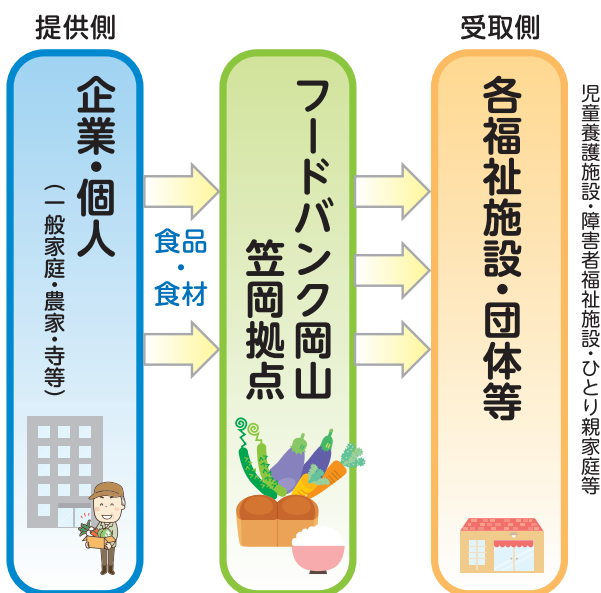 提供側
企業・個人
（一般家庭・農家・寺等）
食品
・
食材
フードバンク岡山
笠岡拠点
受取側
各福祉施設・団体等
児童養護施設・障害者福祉施設・ひとり親家庭等